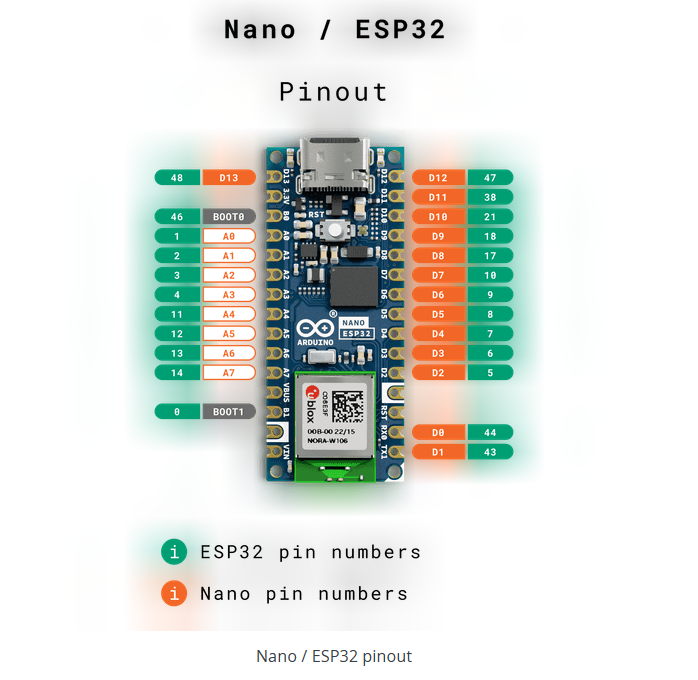 Nano / ESP32
Pinout
48 D13
46 BOOT0
1 A0
2 A1
3 A2
4 A3
11 A4
12 A5
13 A6
14 A7
0 BOOT1
D13
3.3V
B0
A0
A1
A2
A3
A4
A5
A6
A7
VBUS
B1
VIN
RST
®
NANO
ESP32
ARDUINO
ublox
C08E3F
00B-00 22/15
NORA-W106
D12
D11
D10
D9
D8
D7
D6
D5
D4
D3
D2
RST
RX0
TX1
D12 47
D11 38
D10 21
D9 18
D8 17
D7 10
D6 9
D5 8
D4 7
D3 6
D2 5
D0 44
D1 43
i ESP32 pin numbers
i Nano pin numbers
Nano / ESP32 pinout